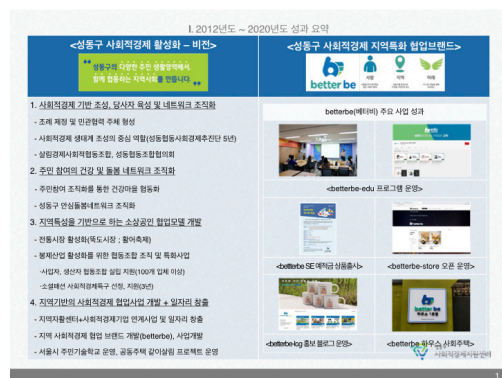 I. 2012년도 ~ 2020년도 성과 요약
<성동구 사회적경제 활성화 – 비전>
성동구의 다양한 주민 생활영역에서,
함께 협동하는 지역사회를 만듭니다.
1. 사회적경제 기반 조성, 당사자 육성 및 네트워크 조직화
- 조례 제정 및 민관협력 주체 형성
- 사회적경제 생태계 조성의 중심 역할(성동협동사회경제추진단 5년)
- 살림경제사회적협동조합, 성동협동조합협의회
2. 주민 참여의 건강 및 돌봄 네트워크 조직화
- 주민참여 조직화를 통한 건강마을 협동화
- 성동구 안심돌봄네트워크 조직화
3. 지역특성을 기반으로 하는 소상공인 협업모델 개발
- 전통시장 활성화(뚝도시장 ; 활어축제)
- 봉제산업 활성화를 위한 협동조합 조직 및 특화사업
·사업자, 생산자 협동조합 설립 지원(100개 업체 이상)
·소셜패션 사회적경제특구 선정, 지원(3년)
4. 지역기반의 사회적경제 협업사업 개발 + 일자리 창출
- 지역자활센터+사회적경제기업 연계사업 및 일자리 창출
- 지역 사회적경제 협업 브랜드 개발(betterbe), 사업개발
- 서울시 주민기술학교 운영, 공동주택 같이살림 프로젝트 운영
<성동구 사회적경제 지역특화 협업브랜드>
better be
사람
지역
미래
betterbe(베터비) 주요 사업 성과
<betterbe-edu 프로그램 운영>
<betterbe SE 예적금 상품출시>
<betterbe-store 오픈 운영>
<betterbe-log 홍보 블로그 운영>
better be
<betterbe 하우스 사회주택>
사회적경제지원센터
1